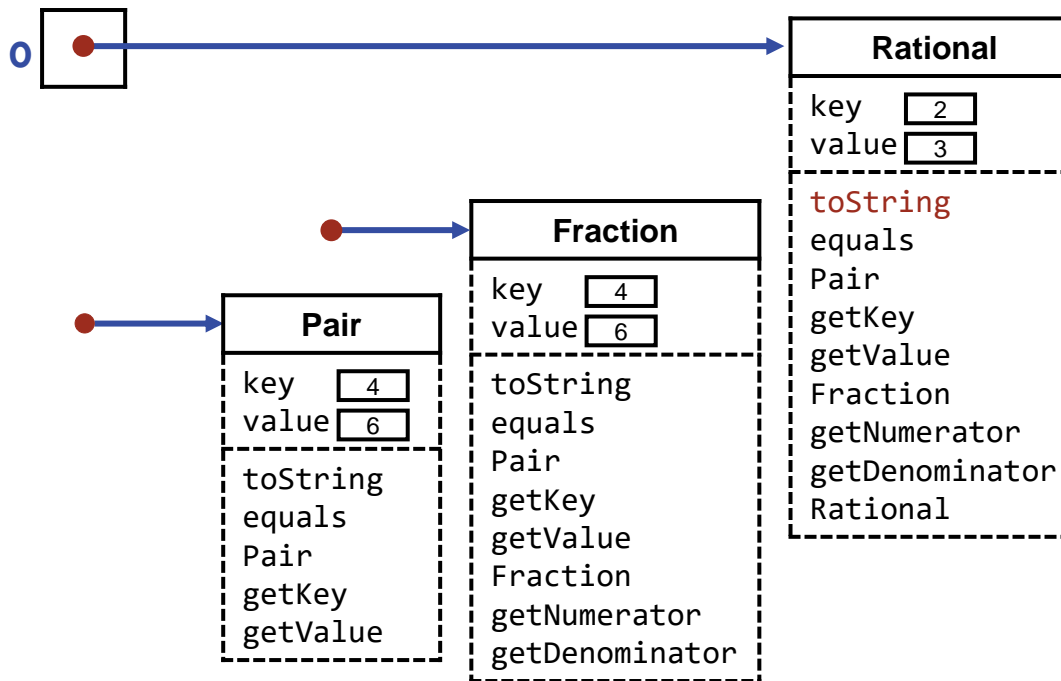 o
Rational
key 2
value 3
toString
equals
Pair
getKey
getValue
Fraction
getNumerator
getDenominator
Rational
Fraction
key 4
value 6
toString
equals
Pair
getKey
getValue
Fraction
getNumerator
getDenominator
Pair
key 4
value 6
toString
equals
Pair
getKey
getValue